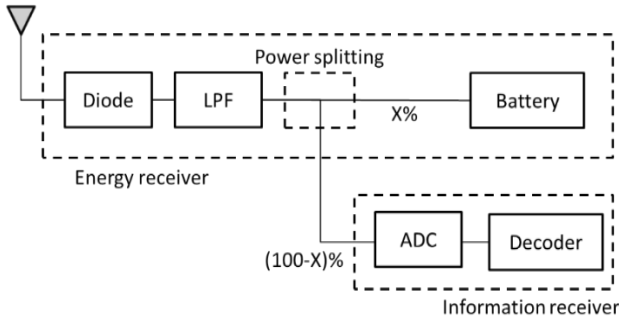 Power splitting
Diode
LPF
Battery
X%
Energy receiver
ADC
Decoder
(100-X)%
Information receiver